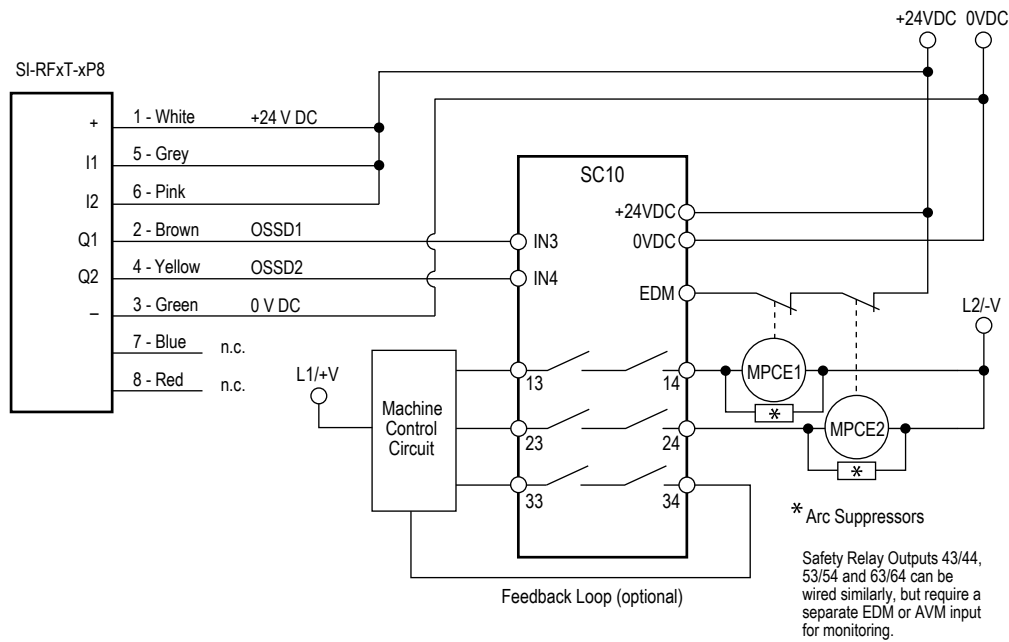 +24VDC 0VDC
SI-RFxT-xP8
+ 1 - White +24 V DC
I1 5 - Grey
I2 6 - Pink
Q1 2 - Brown OSSD1
Q2 4 - Yellow OSSD2
– 3 - Green 0 V DC
7 - Blue n.c.
8 - Red n.c.
SC10
+24VDC
IN3 0VDC
IN4
EDM
L2/-V
L1/+V
Machine
Control
Circuit
13 14
23 24
33 34
MPCE1
*
MPCE2
*
* Arc Suppressors
Feedback Loop (optional)
Safety Relay Outputs 43/44,
53/54 and 63/64 can be
wired similarly, but require a
separate EDM or AVM input
for monitoring.